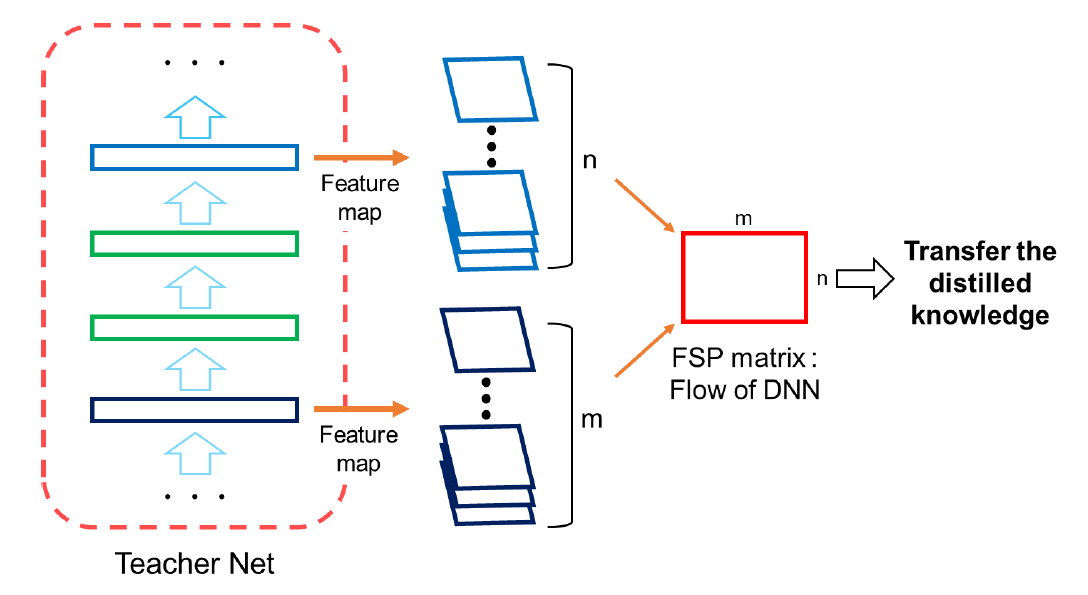 . . .
Feature
map
n
m
n
Transfer the
distilled
knowledge
FSP matrix :
Flow of DNN
Feature
map
m
. . .
Teacher Net